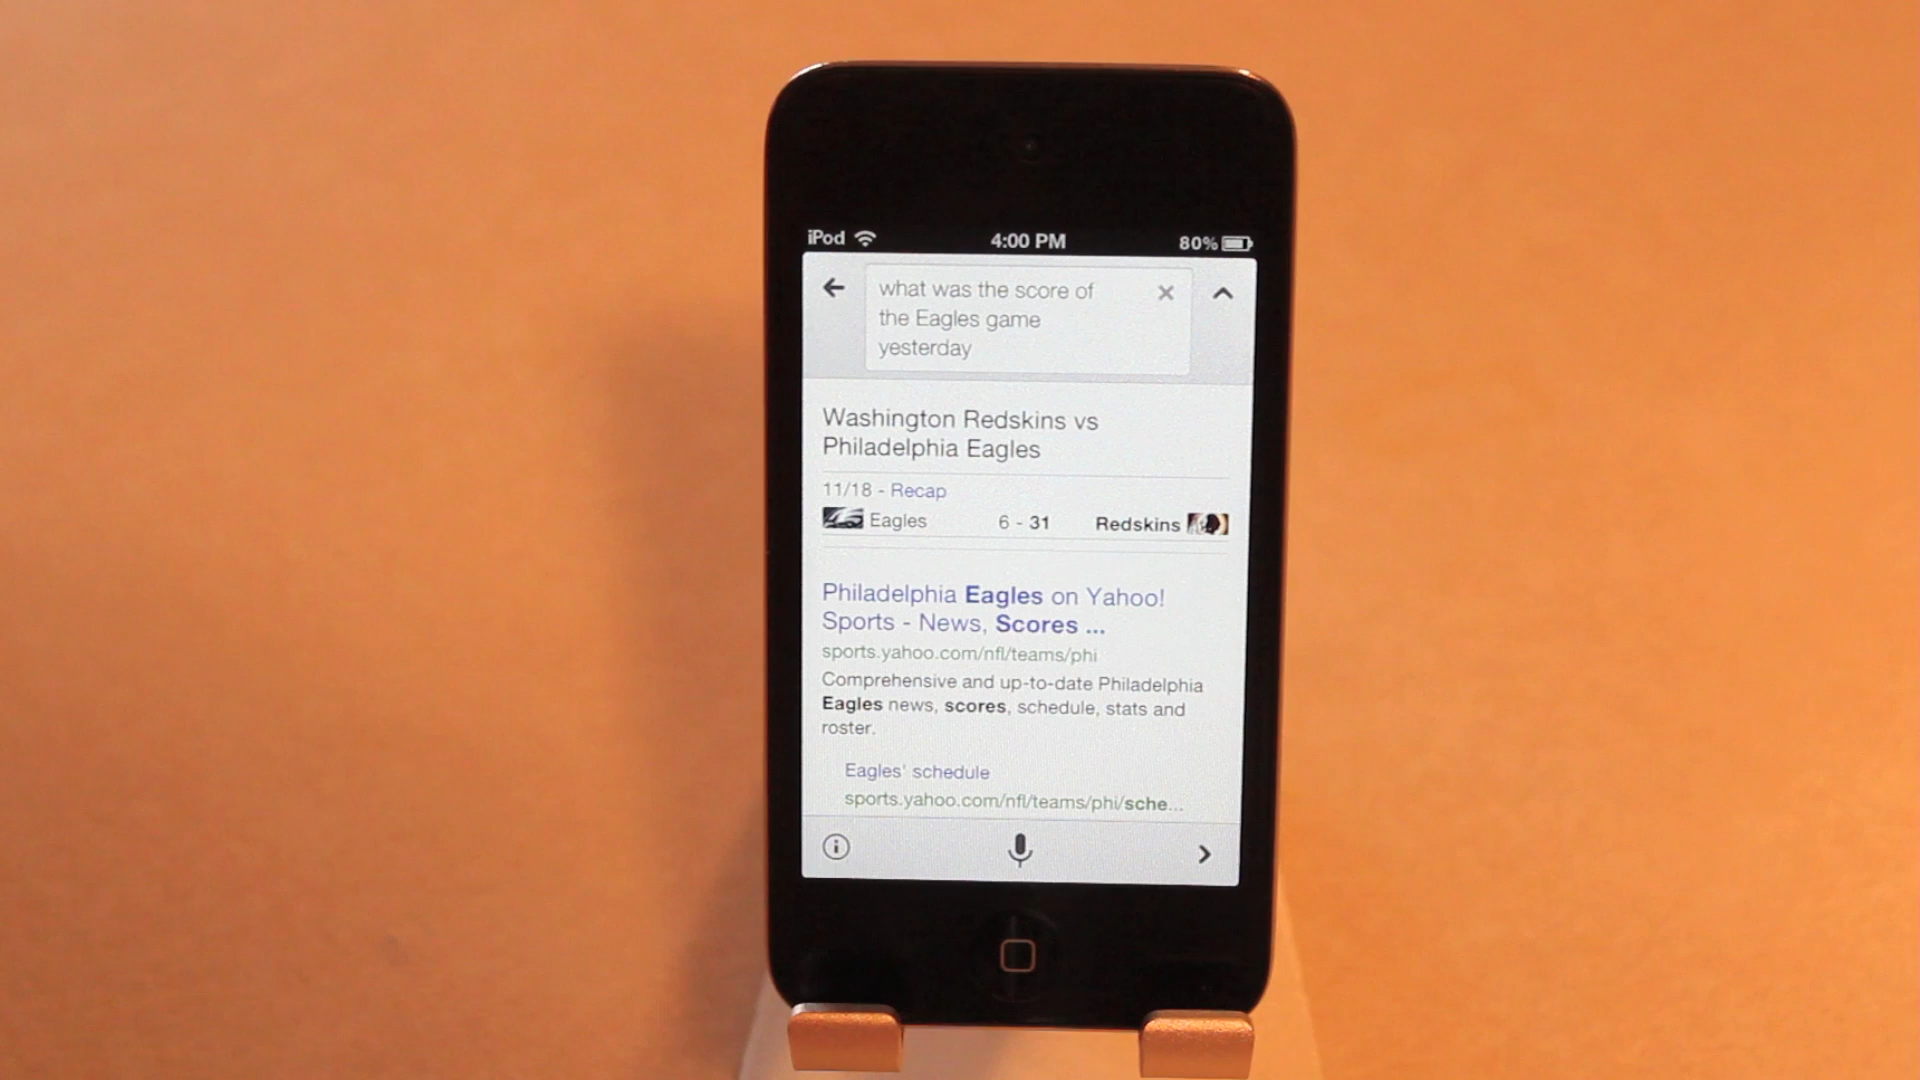 iPod 4:00 PM 80%
what was the score of
the Eagles game
yesterday
Washington Redskins vs
Philadelphia Eagles
11/18 - Recap
Eagles 6 - 31 Redskins
Philadelphia Eagles on Yahoo!
Sports - News, Scores ...
sports.yahoo.com/nfl/teams/phi
Comprehensive and up-to-date Philadelphia
Eagles news, scores, schedule, stats and
roster.
Eagles' schedule
sports.yahoo.com/nfl/teams/phi/sche...